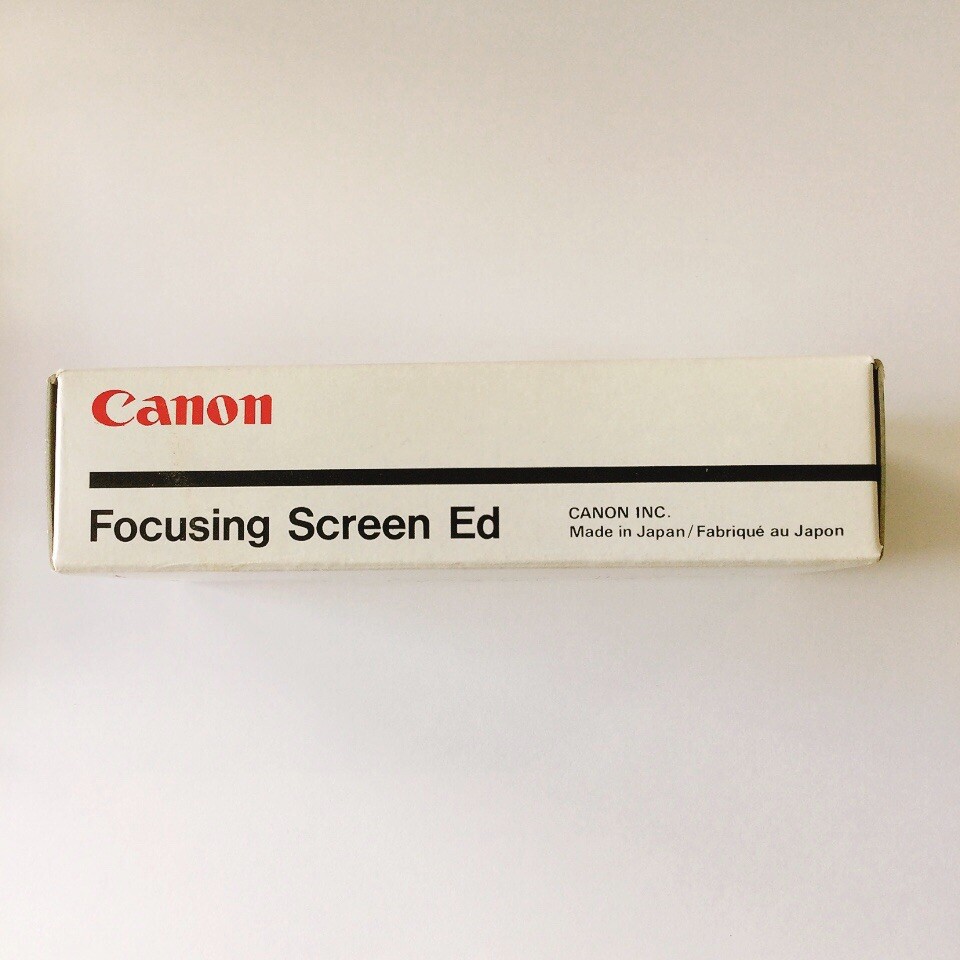 Canon
Focusing Screen Ed
CANON INC.
Made in Japan/Fabriqué au Japon